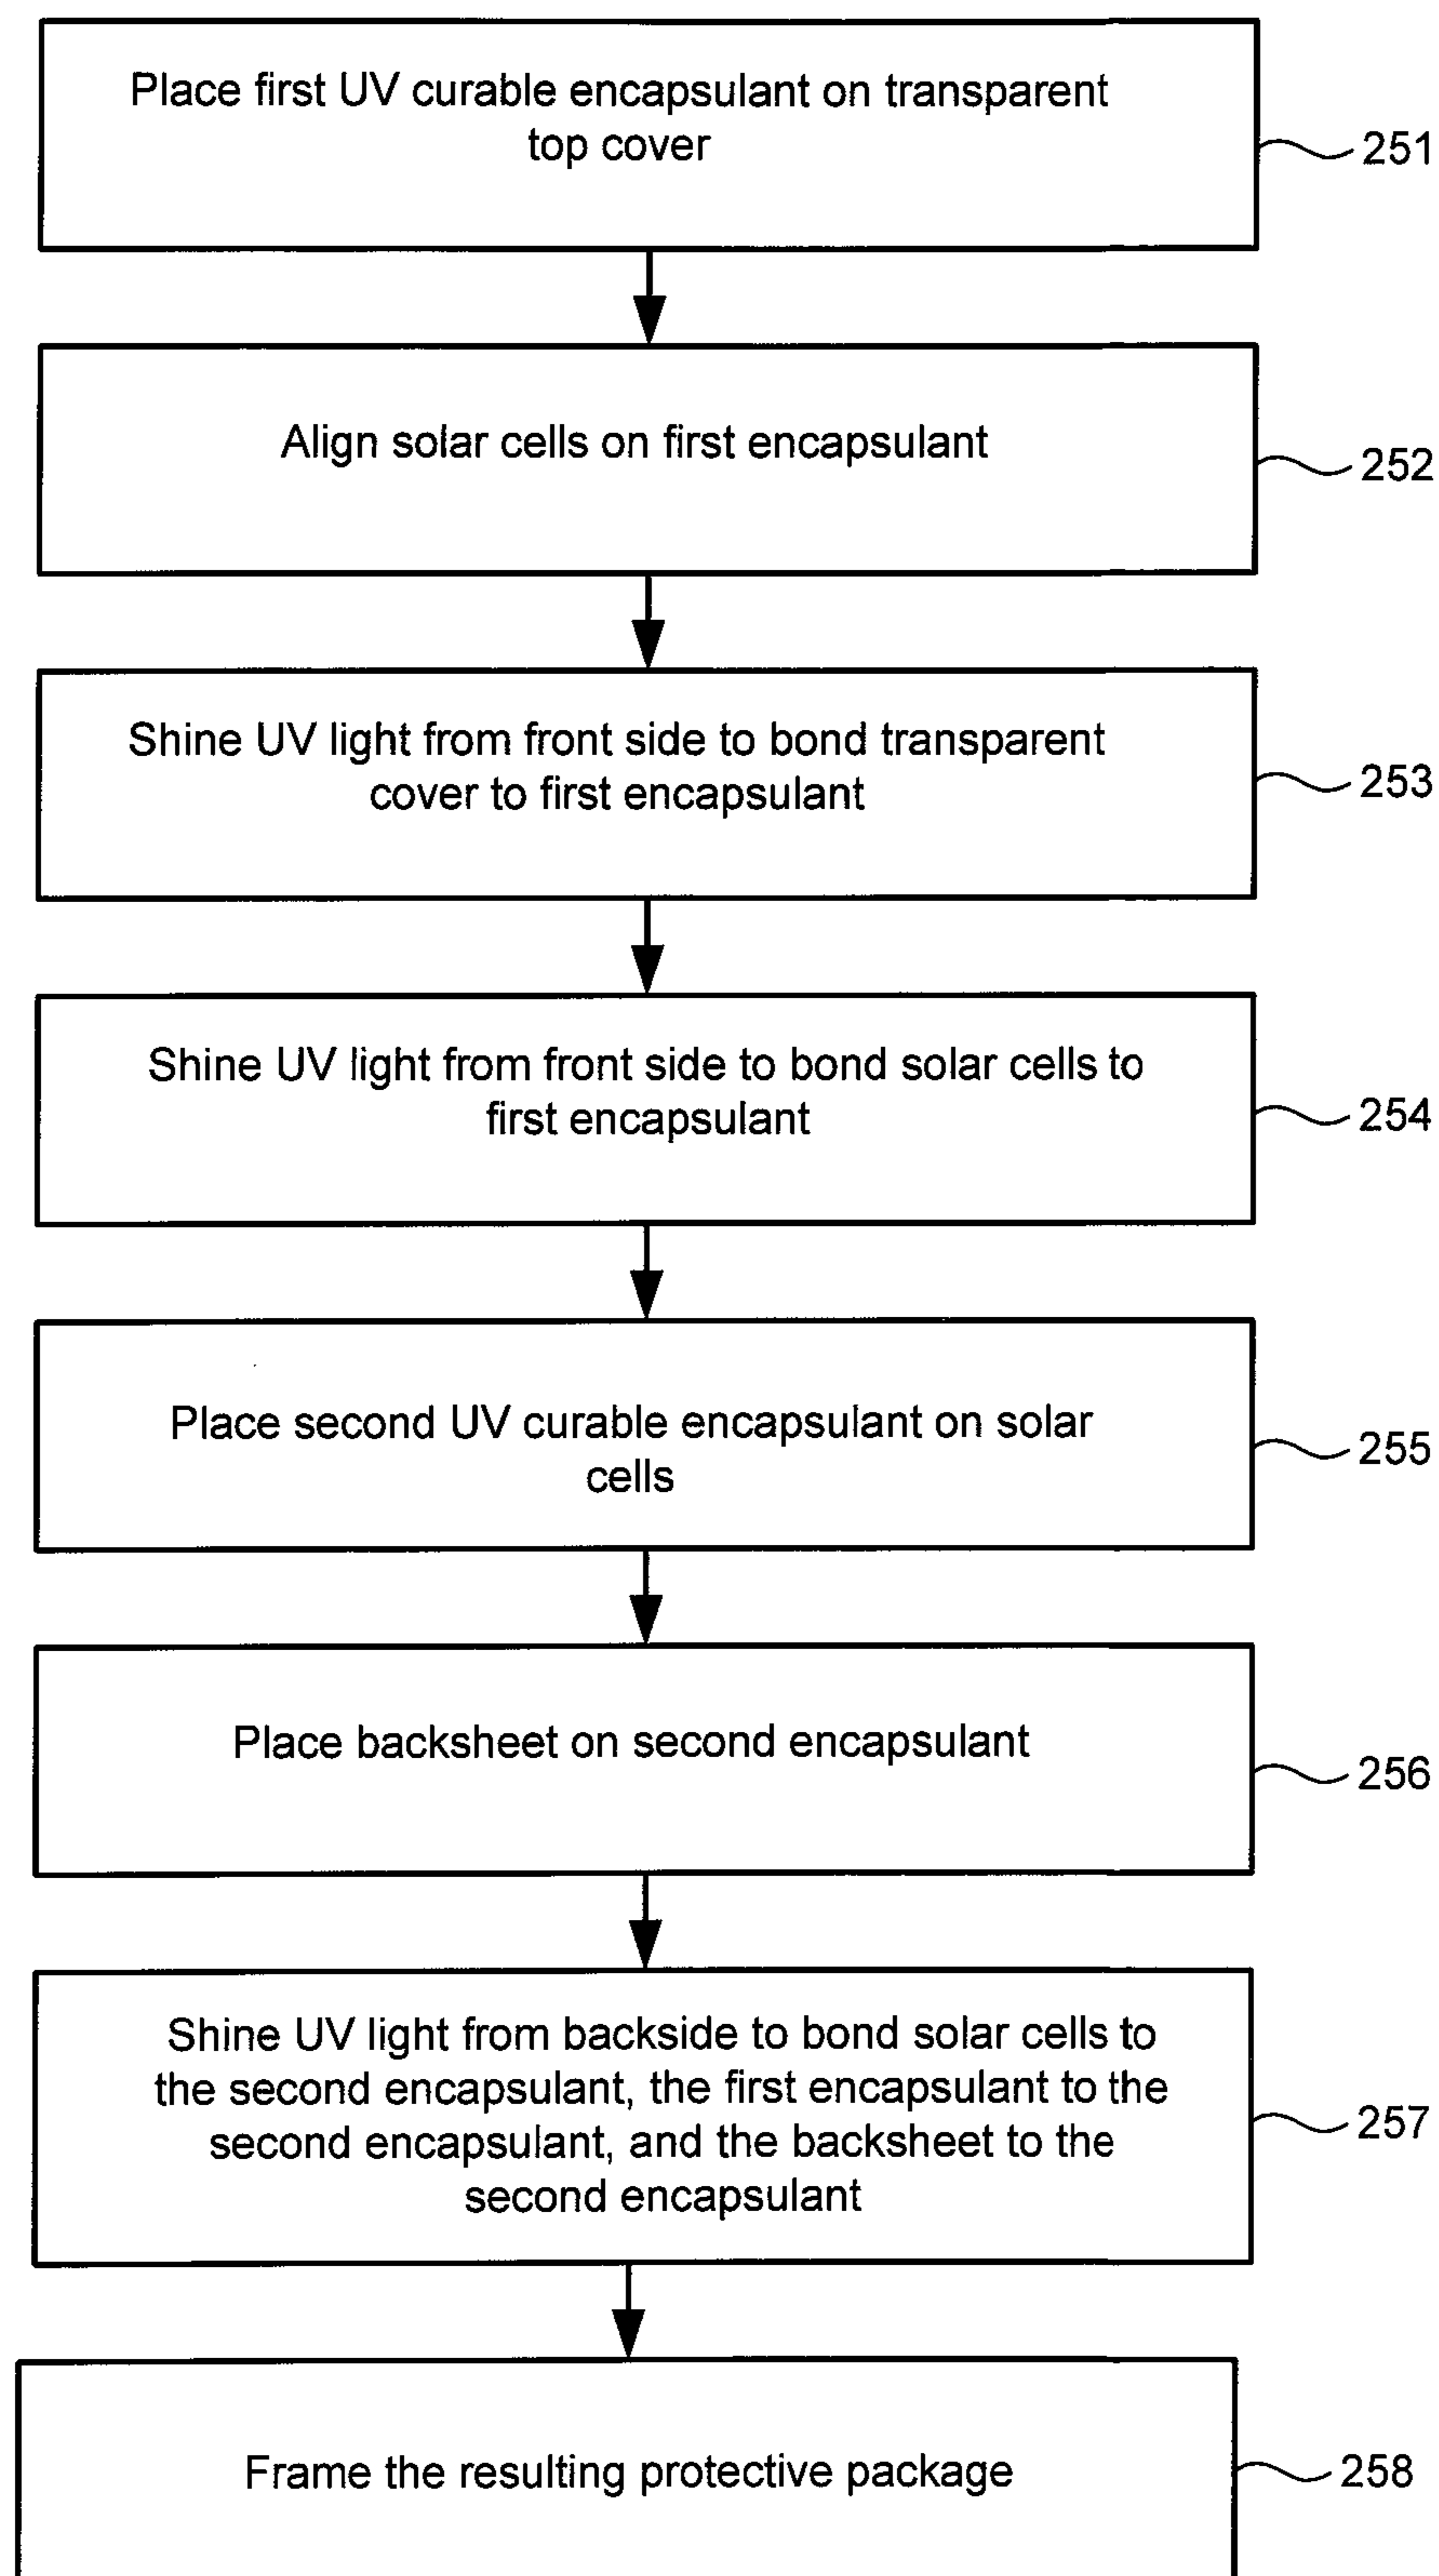 Place first UV curable encapsulant on transparent
top cover
251
Align solar cells on first encapsulant
252
Shine UV light from front side to bond transparent
cover to first encapsulant
253
Shine UV light from front side to bond solar cells to
first encapsulant
254
Place second UV curable encapsulant on solar
cells
255
Place backsheet on second encapsulant
256
Shine UV light from backside to bond solar cells to
the second encapsulant, the first encapsulant to the
second encapsulant, and the backsheet to the
second encapsulant
257
Frame the resulting protective package
258